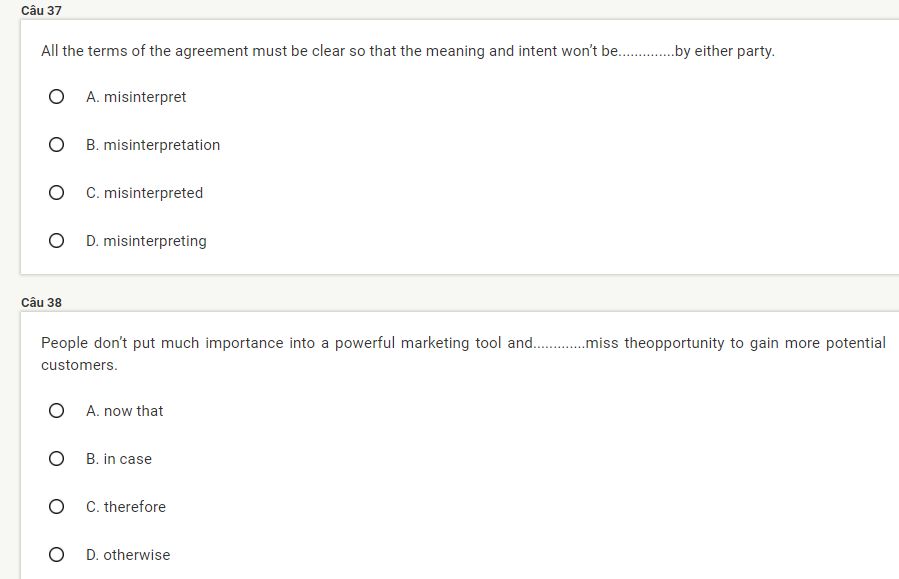 Câu 37
All the terms of the agreement must be clear so that the meaning and intent won't be..............by either party.
A. misinterpret
B. misinterpretation
C. misinterpreted
D. misinterpreting
Câu 38
People don't put much importance into a powerful marketing tool and.............miss theopportunity to gain more potential
customers.
A. now that
B. in case
C. therefore
D. otherwise